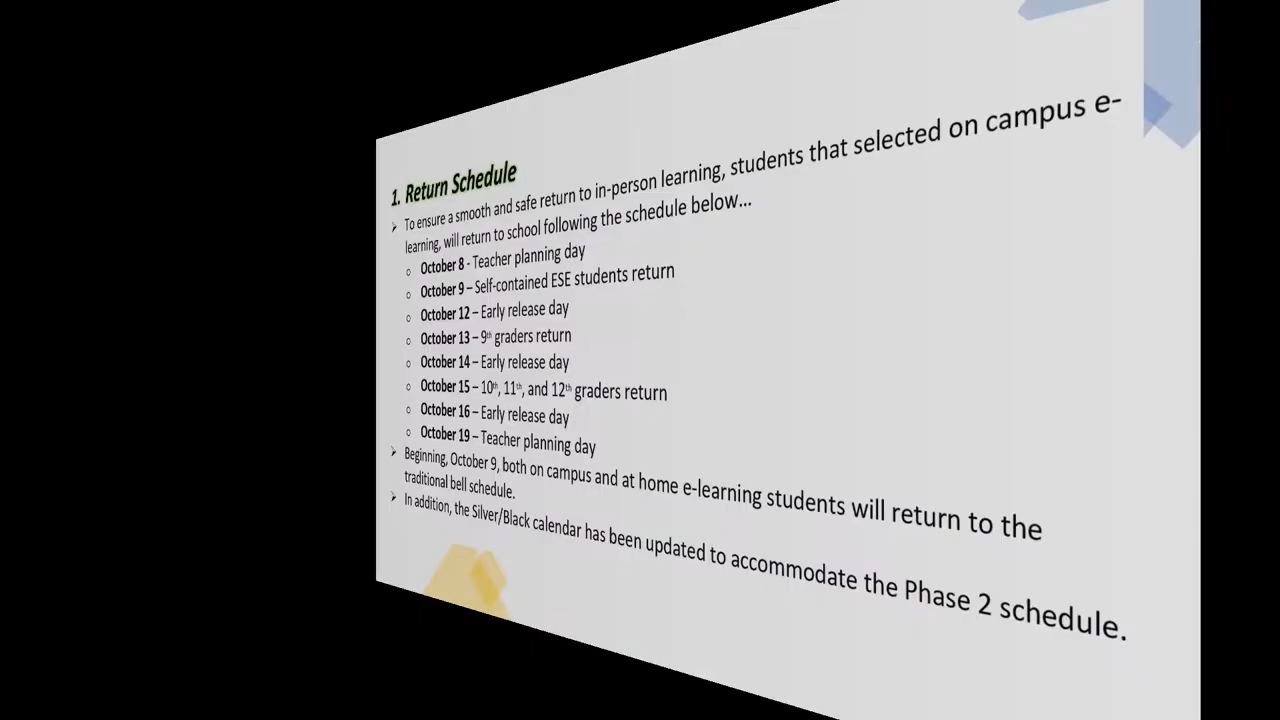 1. Return Schedule
➢ To ensure a smooth and safe return to in-person learning, students that selected on campus e-
learning, will return to school following the schedule below...
o October 8 - Teacher planning day
o October 9 – Self-contained ESE students return
o October 12 – Early release day
o October 13 – 9th graders return
o October 14 – Early release day
o October 15 – 10th, 11th, and 12th graders return
o October 16 – Early release day
o October 19 – Teacher planning day
➢ Beginning, October 9, both on campus and at home e-learning students will return to the
traditional bell schedule.
➢ In addition, the Silver/Black calendar has been updated to accommodate the Phase 2 schedule.